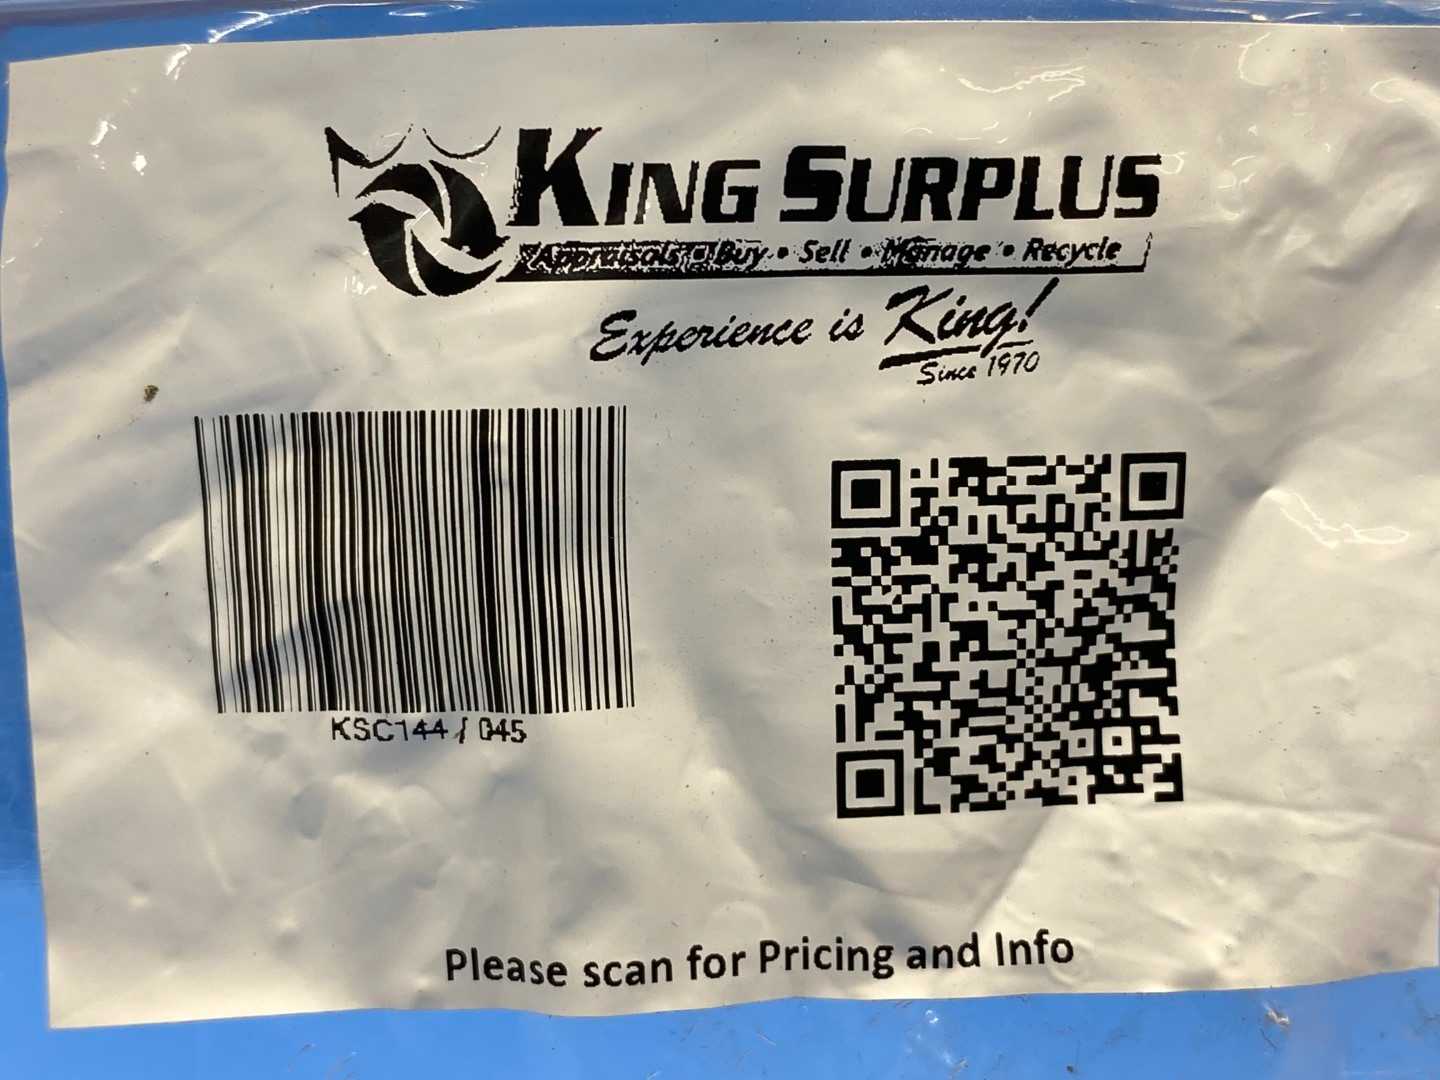 KING SURPLUS
Appraisals • Buy • Sell • Manage • Recycle
Experience is King!
Since 1970
KSC144 / 045
Please scan for Pricing and Info